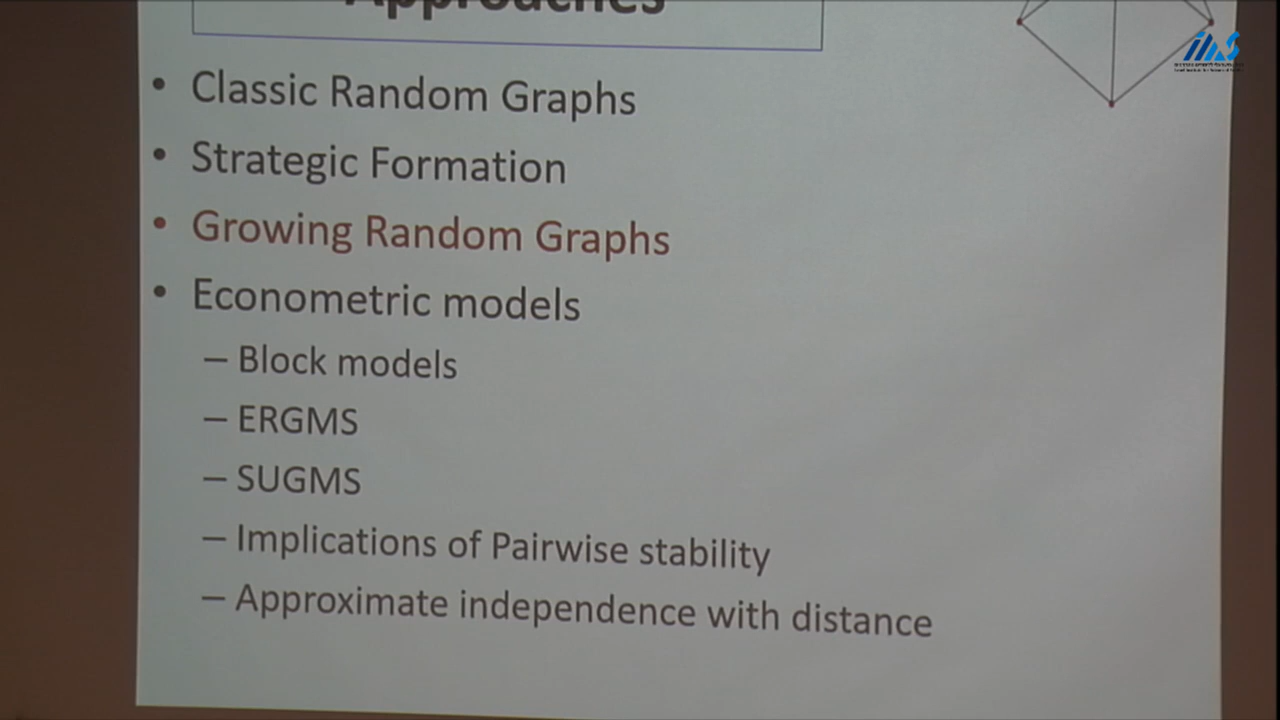 Approaches
• Classic Random Graphs
• Strategic Formation
• Growing Random Graphs
• Econometric models
– Block models
– ERGMS
– SUGMS
– Implications of Pairwise stability
– Approximate independence with distance